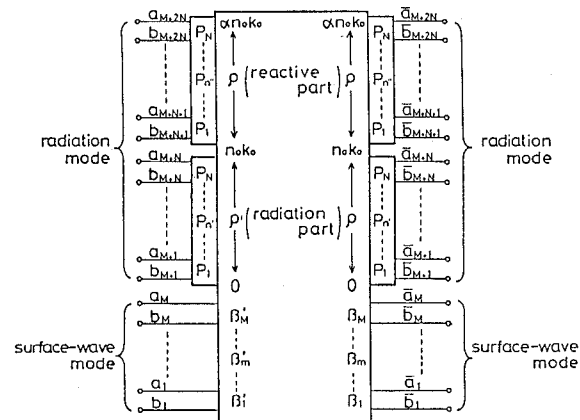 a_{M+2N} P_N αn₀k₀ αn₀k₀ P_N ā_{M+2N}
b_{M+2N} b̄_{M+2N}
P_{n''} ρ (reactive part) ρ P_{n''}
a_{M+N+1} ā_{M+N+1}
b_{M+N+1} P_1 P_1 b̄_{M+N+1}
radiation mode radiation mode
a_{M+N} P_N n₀k₀ n₀k₀ P_N ā_{M+N}
b_{M+N} b̄_{M+N}
P_{n'} ρ' (radiation part) ρ P_{n'}
a_{M+1} ā_{M+1}
b_{M+1} P_1 0 0 P_1 b̄_{M+1}
a_M ā_M
b_M β'_M β_M b̄_M
surface-wave mode β'_m β_m surface-wave mode
a_1 ā_1
b_1 β'_1 β_1 b̄_1